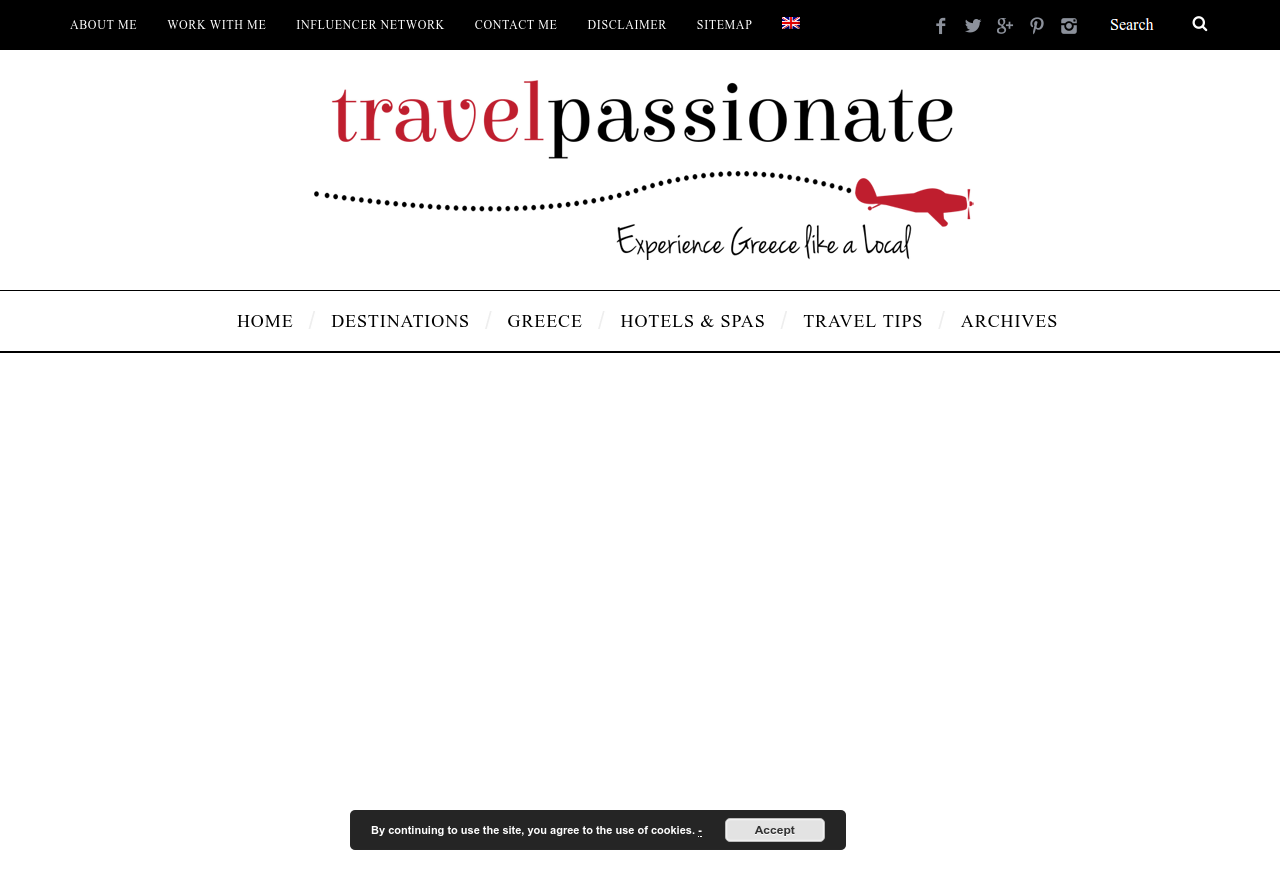 ABOUT ME WORK WITH ME INFLUENCER NETWORK CONTACT ME DISCLAIMER SITEMAP Search
travelpassionate
Experience Greece like a Local
HOME / DESTINATIONS / GREECE / HOTELS & SPAS / TRAVEL TIPS / ARCHIVES
By continuing to use the site, you agree to the use of cookies. - Accept